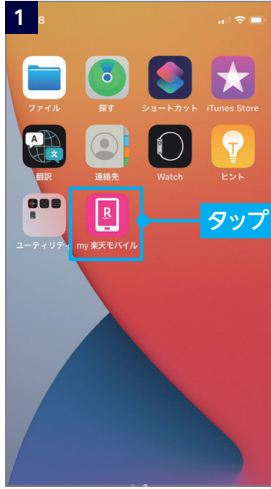 1
8
ファイル
探す
ショートカット
iTunes Store
翻訳
連絡先
Watch
ヒント
ユーティリティ
my 楽天モバイル
タップ